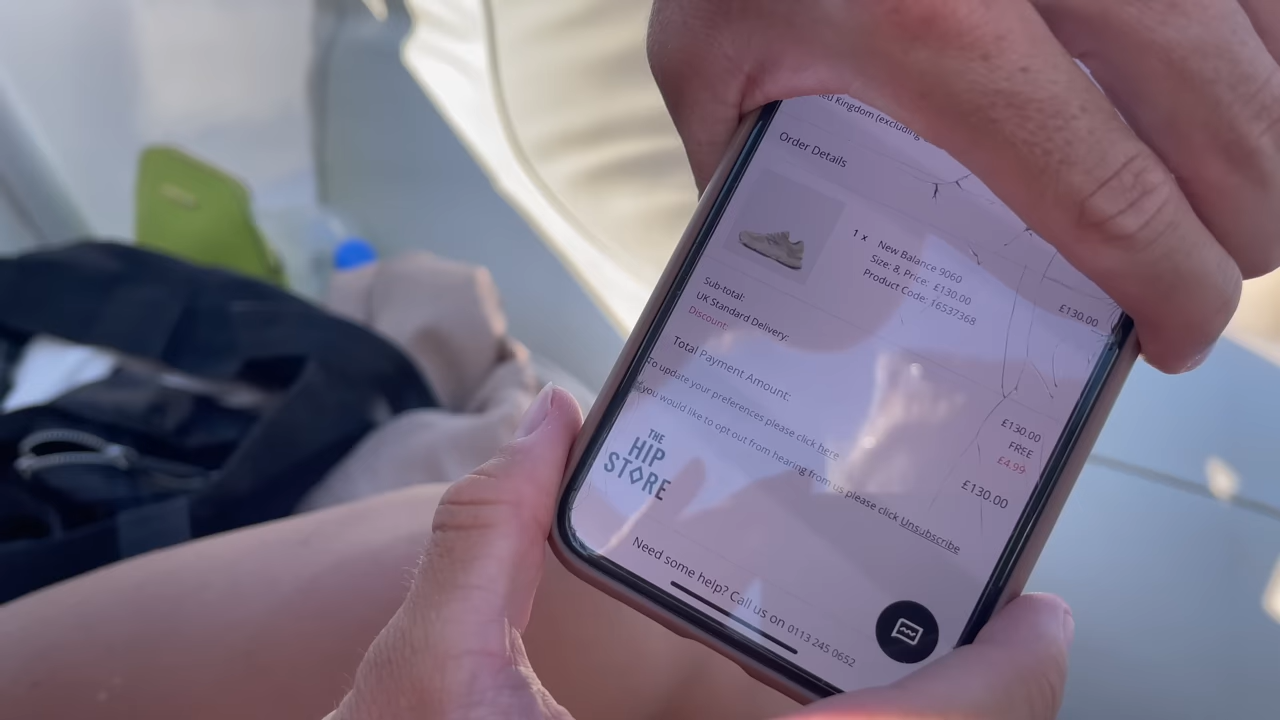 Kingdom (excluding
Order Details
1 x New Balance 9060
Size: 8, Price: £130.00
Product Code: 16537368
£130.00
Sub-total: £130.00
UK Standard Delivery: FREE
Discount: £4.99
Total Payment Amount: £130.00
To update your preferences please click here
you would like to opt out from hearing from us please click Unsubscribe
THE
HIP
STORE
Need some help? Call us on 0113 245 0652